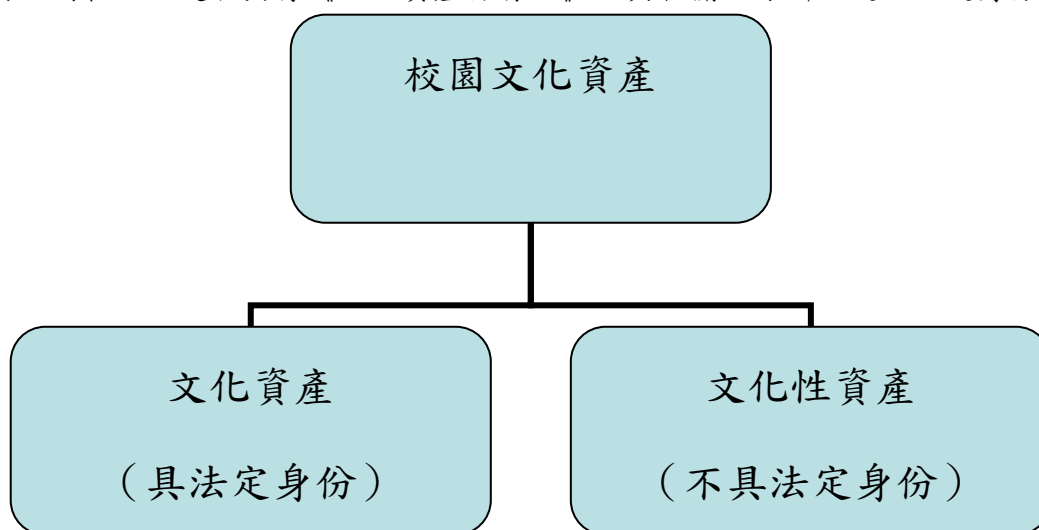 校園文化資產
文化資產
（具法定身份）
文化性資產
（不具法定身份）